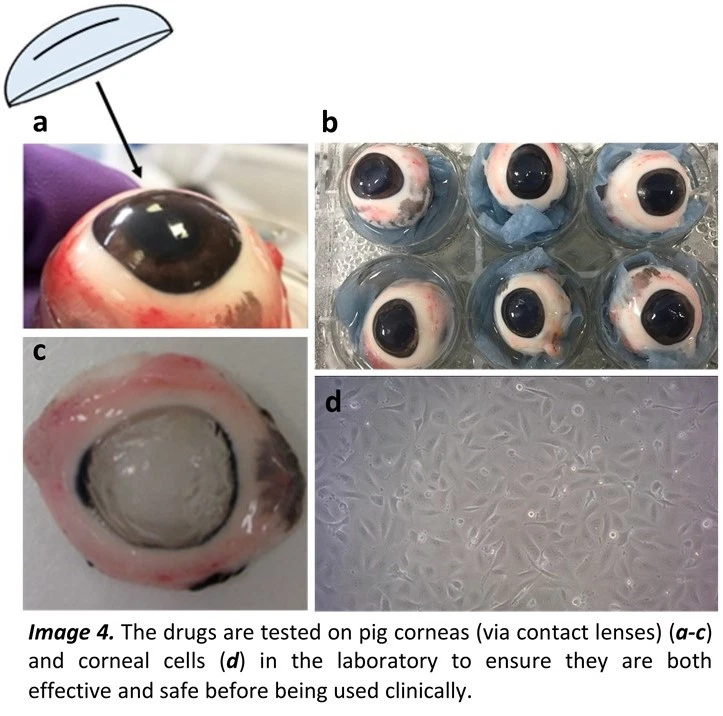 a
b
c
d
Image 4. The drugs are tested on pig corneas (via contact lenses) (a-c)
and corneal cells (d) in the laboratory to ensure they are both
effective and safe before being used clinically.